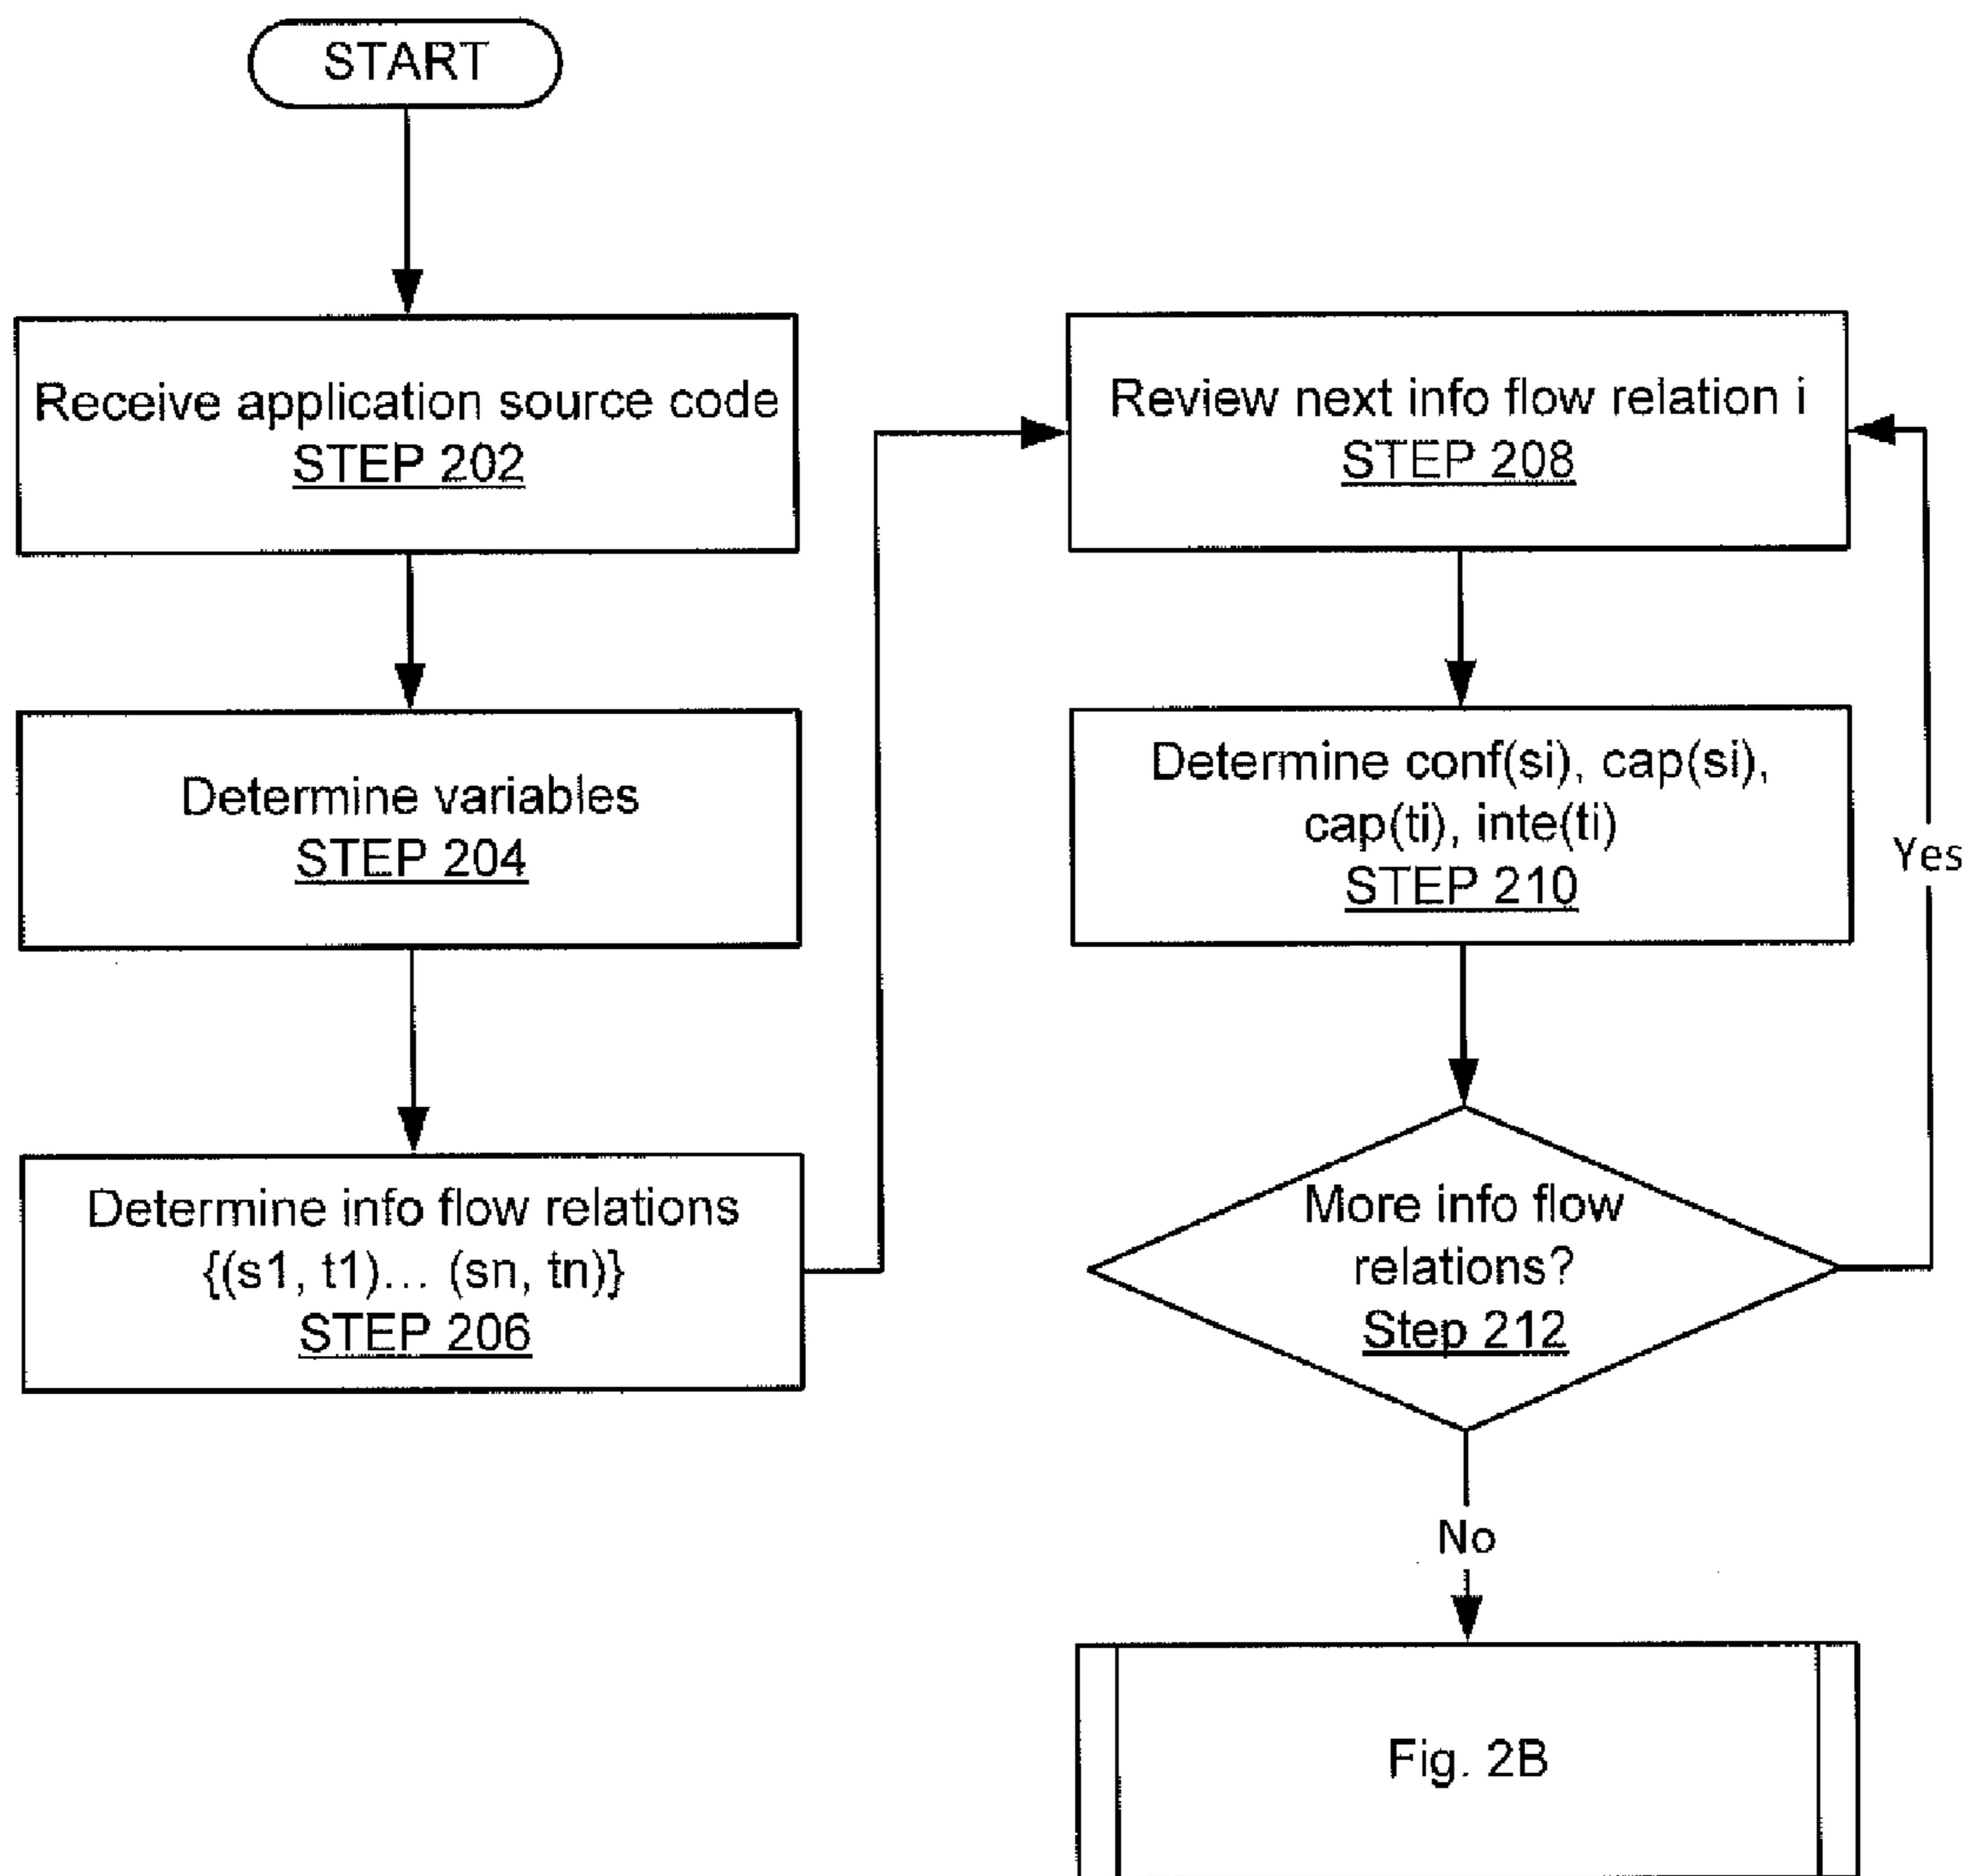 START
Receive application source code
STEP 202
Determine variables
STEP 204
Determine info flow relations
{(s1, t1)... (sn, tn)}
STEP 206
Review next info flow relation i
STEP 208
Determine conf(si), cap(si),
cap(ti), inte(ti)
STEP 210
More info flow
relations?
Step 212
Yes
No
Fig. 2B